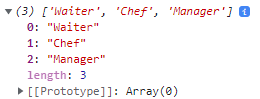 ▼ (3) ['Waiter', 'Chef', 'Manager'] i
0: "Waiter"
1: "Chef"
2: "Manager"
length: 3
▶ [[Prototype]]: Array(0)